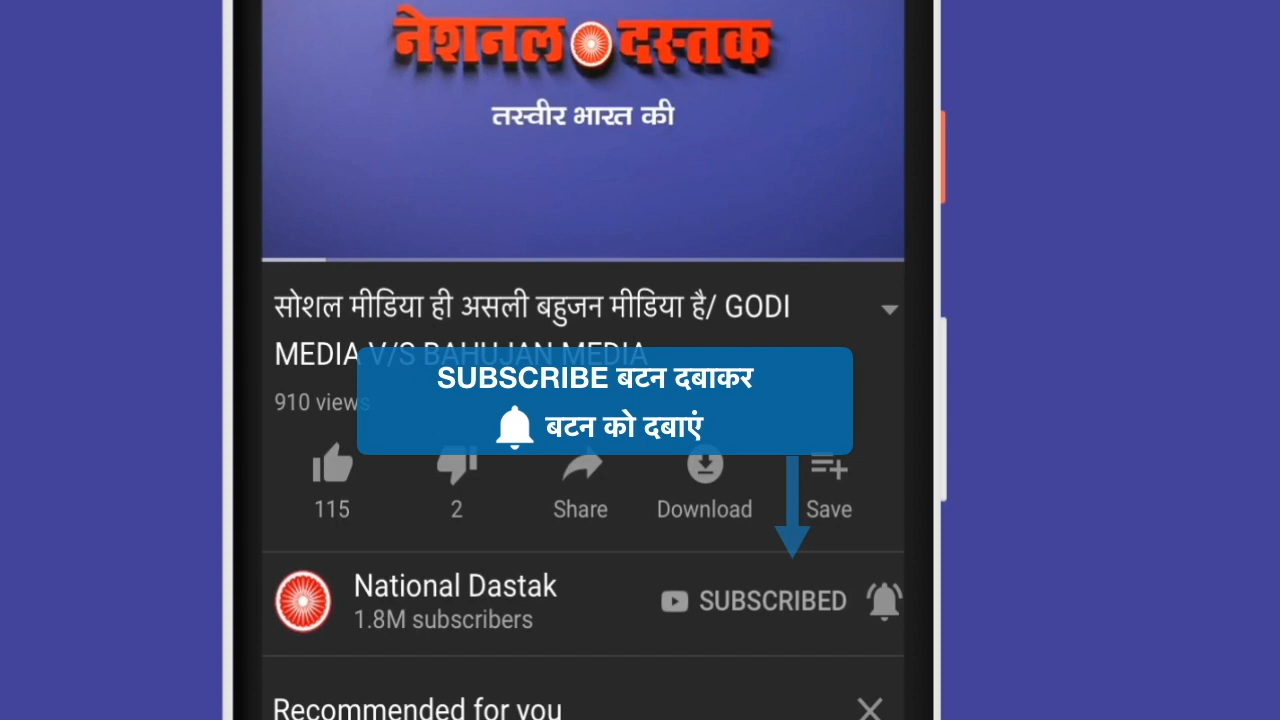 नेशनल दस्तक
तस्वीर भारत की
सोशल मीडिया ही असली बहुजन मीडिया है/ GODI
MEDIA V/S BAHUJAN MEDIA
910 views
SUBSCRIBE बटन दबाकर
बटन को दबाएं
115
2
Share
Download
Save
National Dastak
1.8M subscribers
SUBSCRIBED
Recommended for you